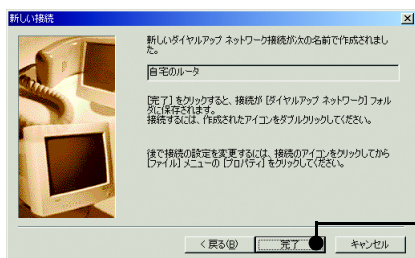 新しい接続
新しいダイヤルアップ ネットワーク接続が次の名前で作成されまし
た。
自宅のルータ
[完了] をクリックすると、接続が [ダイヤルアップ ネットワーク] フォル
ダに保存されます。
接続するには、作成されたアイコンをダブルクリックしてください。
後で接続の設定を変更するには、接続のアイコンをクリックしてから
[ファイル] メニューの [プロパティ] をクリックしてください。
< 戻る(B)
完了
キャンセル